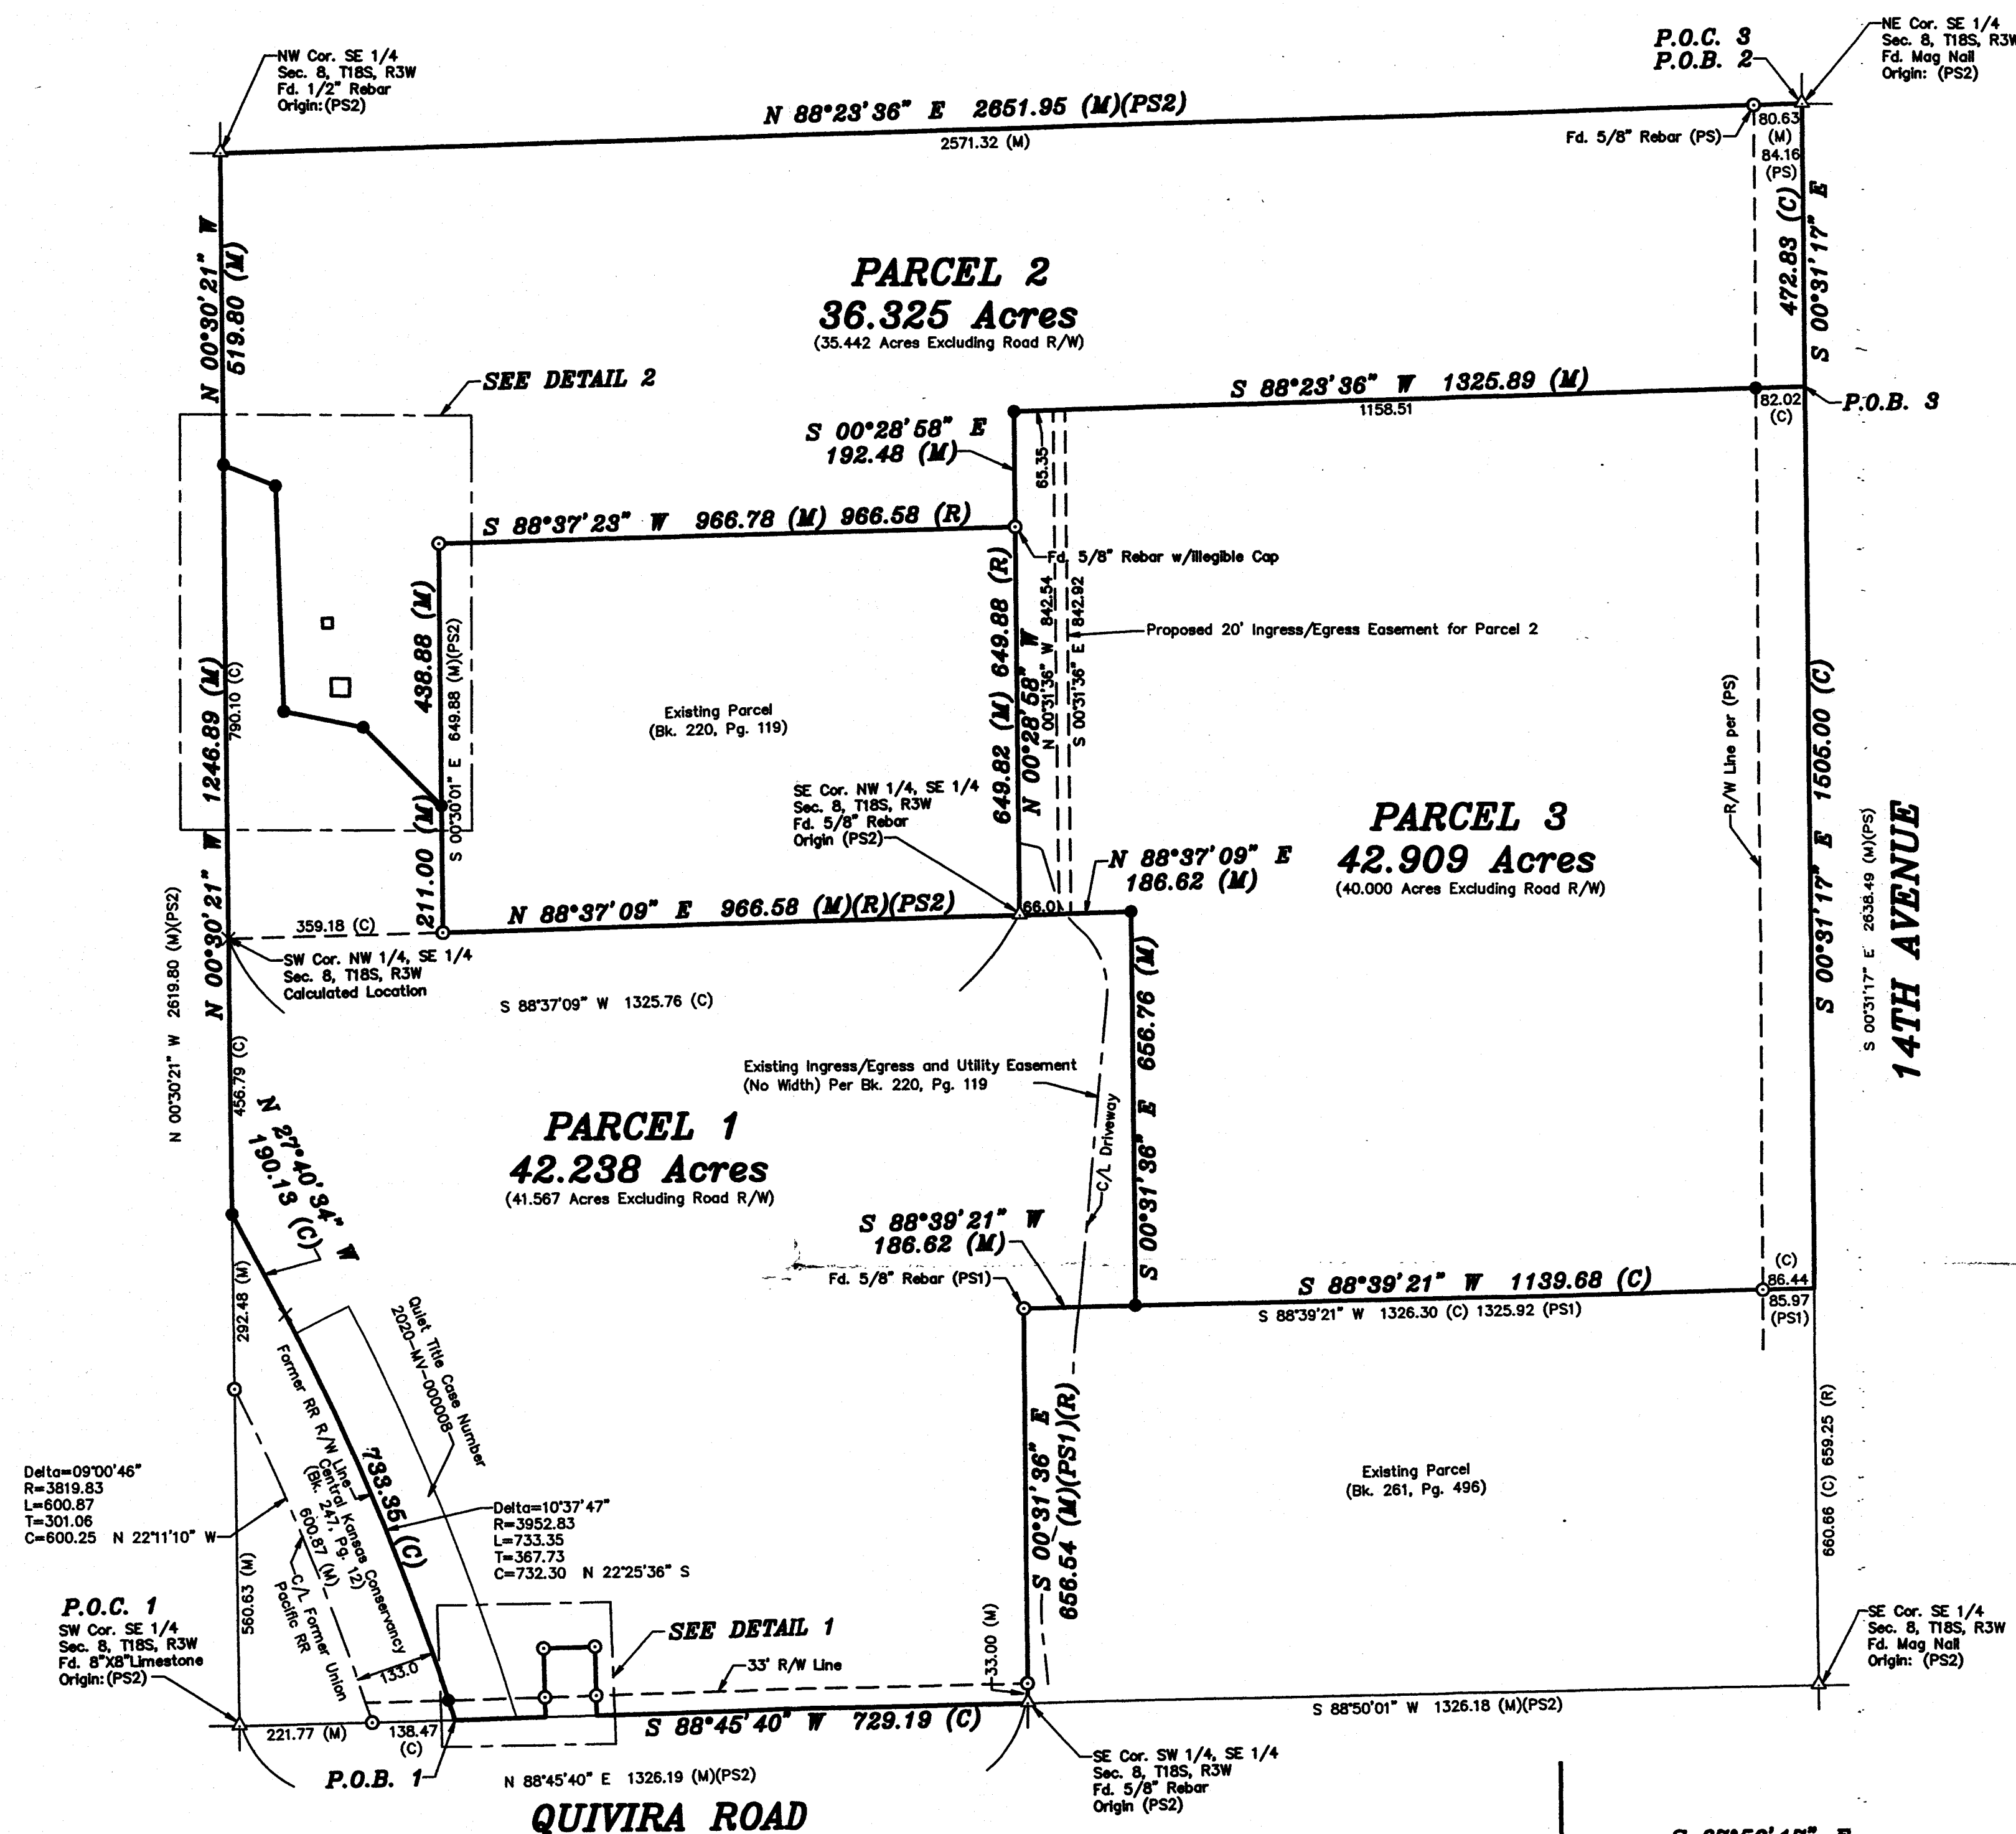 NW Cor. SE 1/4
Sec. 8, T18S, R3W
Fd. 1/2" Rebar
Origin:(PS2)
N 88°23'36" E 2651.95 (M)(PS2)
2571.32 (M)
P.O.C. 3
P.O.B. 2
NE Cor. SE 1/4
Sec. 8, T18S, R3W
Fd. Mag Nail
Origin: (PS2)
Fd. 5/8" Rebar (PS)
80.63
(M)
84.16
(PS)
472.83 (C)
S 00°31'17" E
N 00°30'21" W
519.80 (M)
PARCEL 2
36.325 Acres
(35.442 Acres Excluding Road R/W)
SEE DETAIL 2
S 88°23'36" W 1325.89 (M)
1158.51
82.02
(C)
P.O.B. 3
S 00°28'58" E
192.48 (M)
65.35
S 88°37'23" W 966.78 (M) 966.58 (R)
Fd. 5/8" Rebar w/illegible Cap
438.88 (M)
S 00°30'01" E 649.88 (M)(PS2)
649.82 (M) 649.88 (R)
N 00°28'58" W
N 00°31'36" W 842.54
S 00°31'36" E 842.92
Proposed 20' Ingress/Egress Easement for Parcel 2
N 00°30'21" W 1246.89 (M)
790.10 (C)
Existing Parcel
(Bk. 220, Pg. 119)
R/W Line per (PS)
S 00°31'17" E 1505.00 (C)
SE Cor. NW 1/4, SE 1/4
Sec. 8, T18S, R3W
Fd. 5/8" Rebar
Origin (PS2)
PARCEL 3
42.909 Acres
(40.000 Acres Excluding Road R/W)
S 00°31'17" E 2638.49 (M)(PS)
14TH AVENUE
211.00 (M)
N 88°37'09" E
186.62 (M)
N 88°37'09" E 966.58 (M)(R)(PS2)
66.01
359.18 (C)
N 00°30'21" W 2619.80 (M)(PS2)
SW Cor. NW 1/4, SE 1/4
Sec. 8, T18S, R3W
Calculated Location
S 88°37'09" W 1325.76 (C)
S 00°31'36" E 656.76 (M)
456.79 (C)
Existing Ingress/Egress and Utility Easement
(No Width) Per Bk. 220, Pg. 119
C/L Driveway
N 27°40'34" W
190.13 (C)
PARCEL 1
42.238 Acres
(41.567 Acres Excluding Road R/W)
S 88°39'21" W
186.62 (M)
Fd. 5/8" Rebar (PS1)
S 88°39'21" W 1139.68 (C)
S 88°39'21" W 1326.30 (C) 1325.92 (PS1)
(C)
86.44
85.97
(PS1)
292.48 (M)
Quiet Title Case Number
2020-MV-000008
Former RR R/W Line
Central Kansas Conservancy
(Bk. 247, Pg. 12)
600.87 (M)
733.35 (C)
C/L Former Union
Pacific RR
Delta=09°00'46"
R=3819.83
L=600.87
T=301.06
C=600.25 N 22°11'10" W
Delta=10°37'47"
R=3952.83
L=733.35
T=367.73
C=732.30 N 22°25'36" S
S 00°31'36" E
656.54 (M)(PS1)(R)
Existing Parcel
(Bk. 261, Pg. 496)
660.66 (C) 659.25 (R)
560.63 (M)
P.O.C. 1
SW Cor. SE 1/4
Sec. 8, T18S, R3W
Fd. 8"X8"Limestone
Origin:(PS2)
133.0
SEE DETAIL 1
33' R/W Line
33.00 (M)
SE Cor. SE 1/4
Sec. 8, T18S, R3W
Fd. Mag Nail
Origin: (PS2)
221.77 (M)
138.47
(C)
S 88°45'40" W 729.19 (C)
S 88°50'01" W 1326.18 (M)(PS2)
P.O.B. 1
N 88°45'40" E 1326.19 (M)(PS2)
SE Cor. SW 1/4, SE 1/4
Sec. 8, T18S, R3W
Fd. 5/8" Rebar
Origin (PS2)
QUIVIRA ROAD